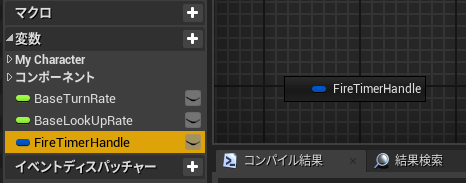 マクロ
変数
My Character
コンポーネント
BaseTurnRate
BaseLookUpRate
FireTimerHandle
イベントディスパッチャー
FireTimerHandle
コンパイル結果
結果検索